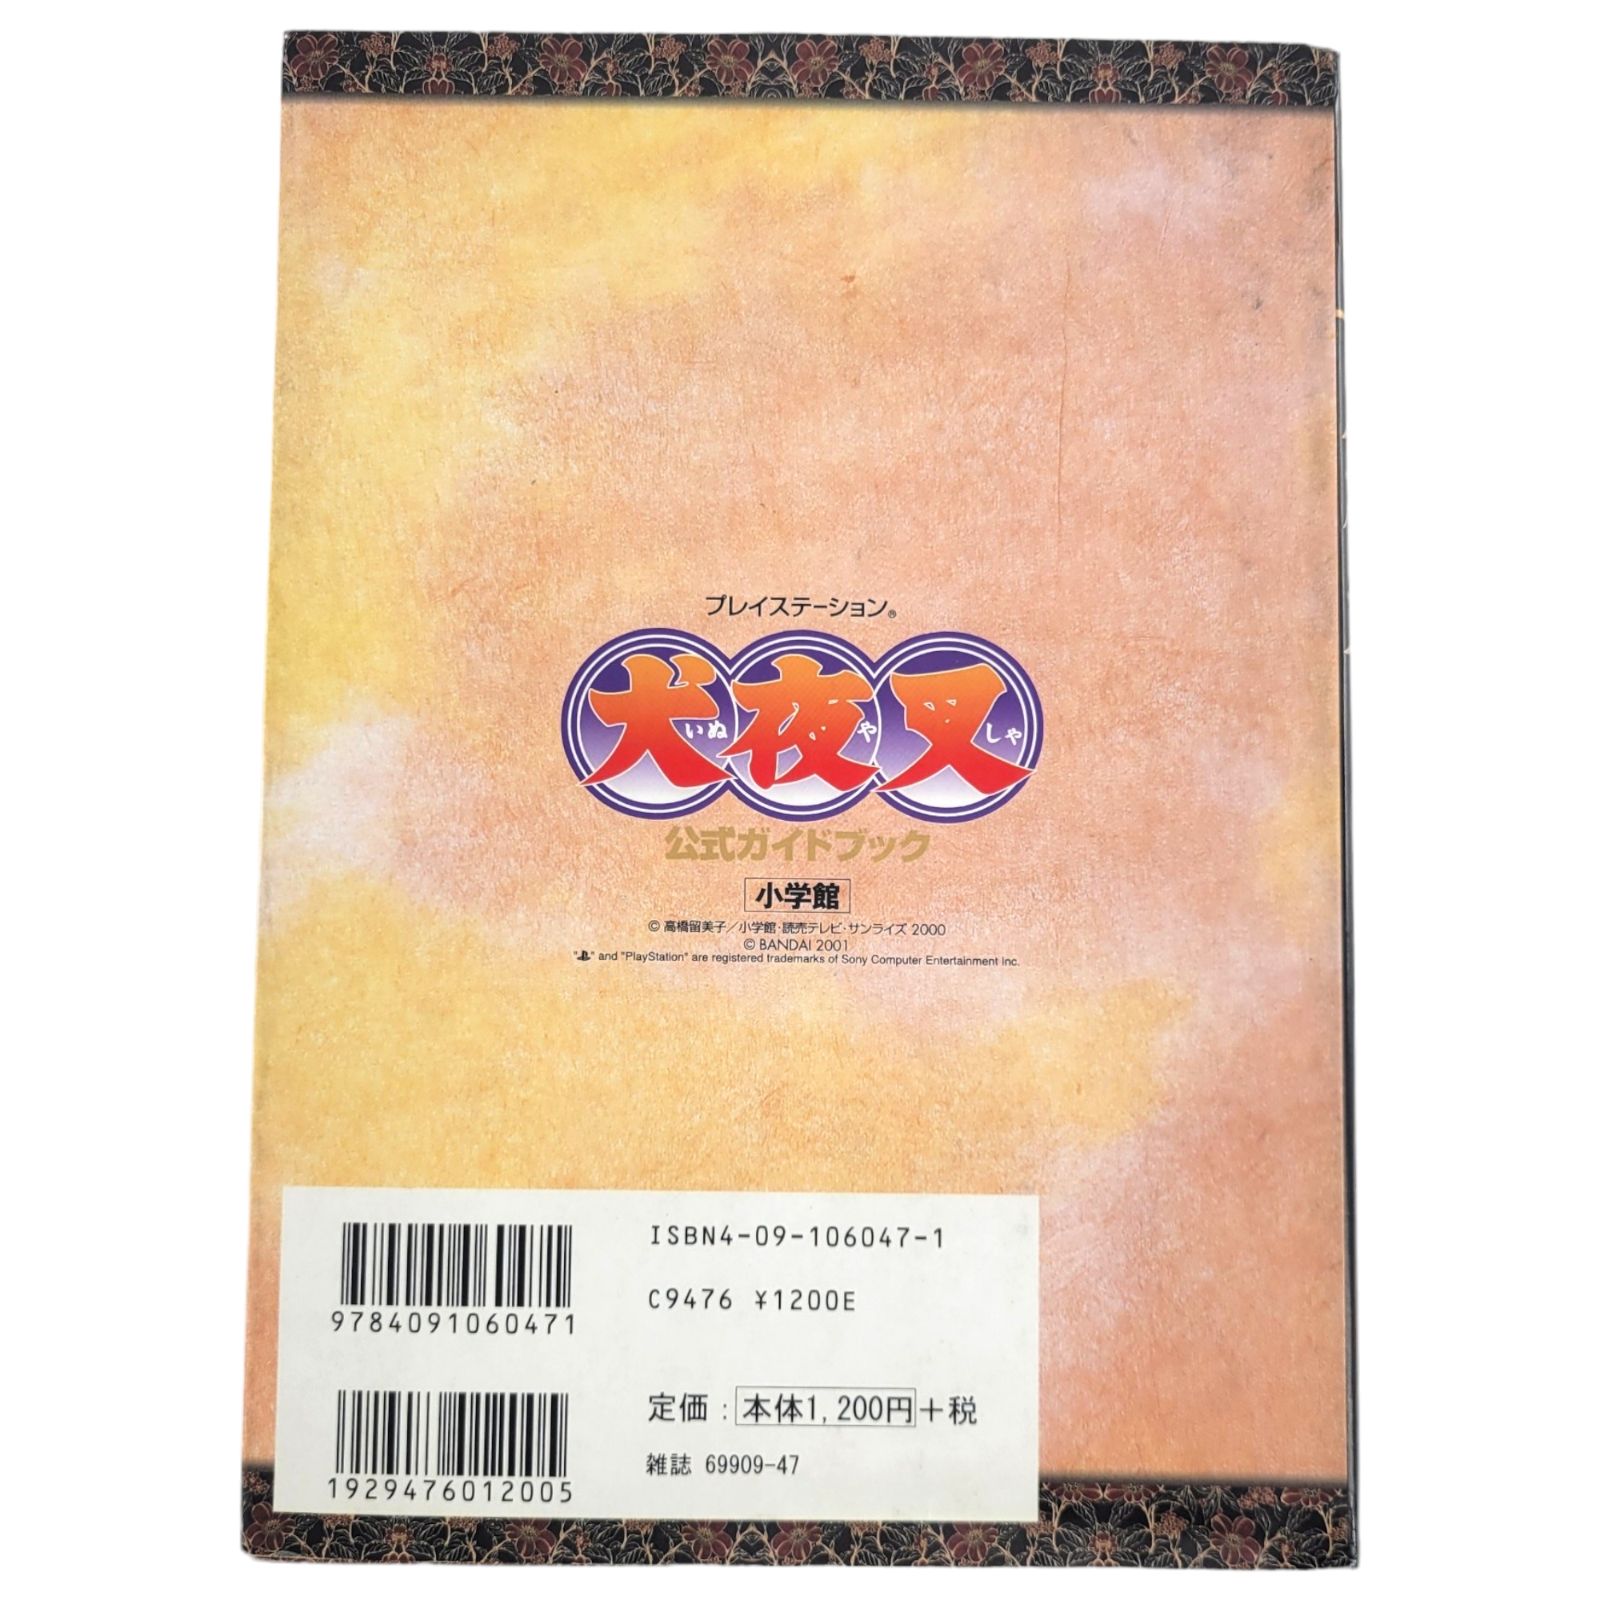 プレイステーション®
犬夜叉
いぬ や しゃ
公式ガイドブック
小学館
© 高橋留美子／小学館・読売テレビ・サンライズ 2000
© BANDAI 2001
" " and "PlayStation" are registered trademarks of Sony Computer Entertainment Inc.
ISBN4-09-106047-1
C9476 ¥1200E
9784091060471
定価：本体1,200円+税
雑誌 69909-47
1929476012005